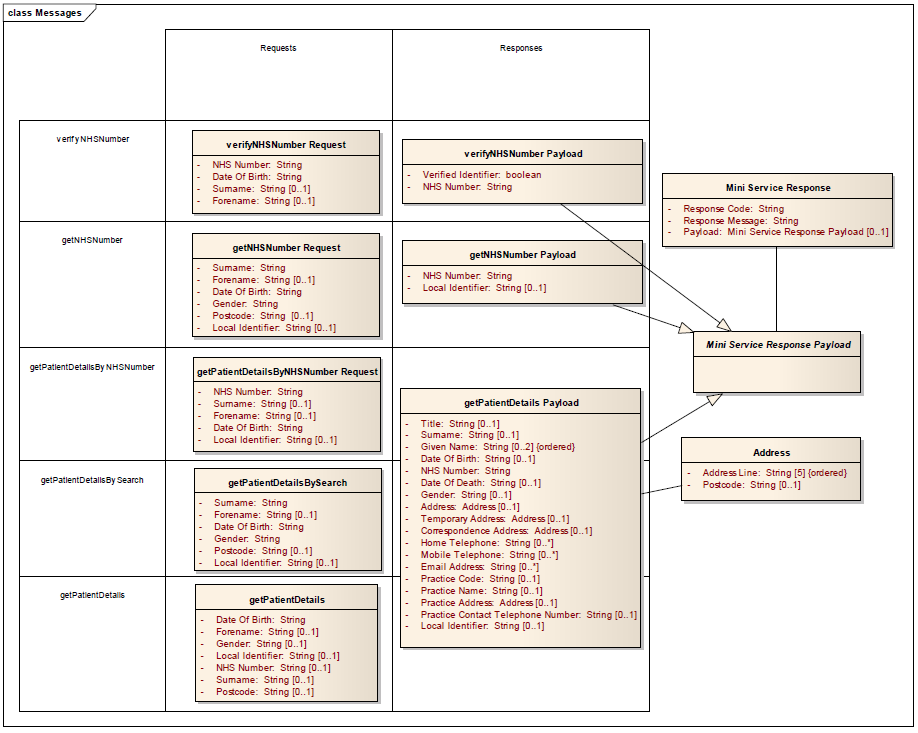 class Messages
Requests
Responses
verifyNHSNumber
verifyNHSNumber Request
- NHS Number: String
- Date Of Birth: String
- Surname: String [0..1]
- Forename: String [0..1]
verifyNHSNumber Payload
- Verified Identifier: boolean
- NHS Number: String
Mini Service Response
- Response Code: String
- Response Message: String
- Payload: Mini Service Response Payload [0..1]
getNHSNumber
getNHSNumber Request
- Surname: String
- Forename: String [0..1]
- Date Of Birth: String
- Gender: String
- Postcode: String [0..1]
- Local Identifier: String [0..1]
getNHSNumber Payload
- NHS Number: String
- Local Identifier: String [0..1]
Mini Service Response Payload
getPatientDetailsByNHSNumber
getPatientDetailsByNHSNumber Request
- NHS Number: String
- Surname: String [0..1]
- Forename: String [0..1]
- Date Of Birth: String
- Local Identifier: String [0..1]
getPatientDetails Payload
- Title: String [0..1]
- Surname: String [0..1]
- Given Name: String [0..2] {ordered}
- Date Of Birth: String [0..1]
- NHS Number: String
- Date Of Death: String [0..1]
- Gender: String [0..1]
- Address: Address [0..1]
- Temporary Address: Address [0..1]
- Correspondence Address: Address [0..1]
- Home Telephone: String [0..*]
- Mobile Telephone: String [0..*]
- Email Address: String [0..*]
- Practice Code: String [0..1]
- Practice Name: String [0..1]
- Practice Address: Address [0..1]
- Practice Contact Telephone Number: String [0..1]
- Local Identifier: String [0..1]
Address
- Address Line: String [5] {ordered}
- Postcode: String [0..1]
getPatientDetailsBySearch
getPatientDetailsBySearch
- Surname: String
- Forename: String [0..1]
- Date Of Birth: String
- Gender: String
- Postcode: String [0..1]
- Local Identifier: String [0..1]
getPatientDetails
getPatientDetails
- Date Of Birth: String
- Forename: String [0..1]
- Gender: String [0..1]
- Local Identifier: String [0..1]
- NHS Number: String [0..1]
- Surname: String [0..1]
- Postcode: String [0..1]